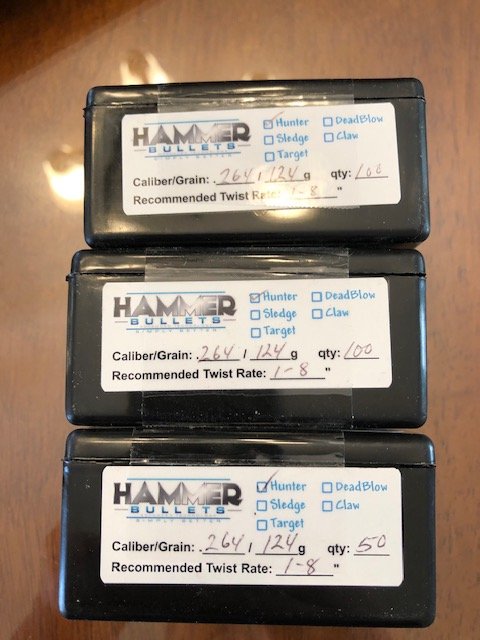 HAMMER
BULLETS
SIMPLY BETTER
Hunter DeadBlow
Sledge Claw
Target
Caliber/Grain: .264 / 124 g qty: 100
Recommended Twist Rate: 1-8 "
HAMMER
BULLETS
SIMPLY BETTER
Hunter DeadBlow
Sledge Claw
Target
Caliber/Grain: .264 / 124 g qty: 100
Recommended Twist Rate: 1-8 "
HAMMER
BULLETS
SIMPLY BETTER
Hunter DeadBlow
Sledge Claw
Target
Caliber/Grain: .264 / 124 g qty: 50
Recommended Twist Rate: 1-8 "